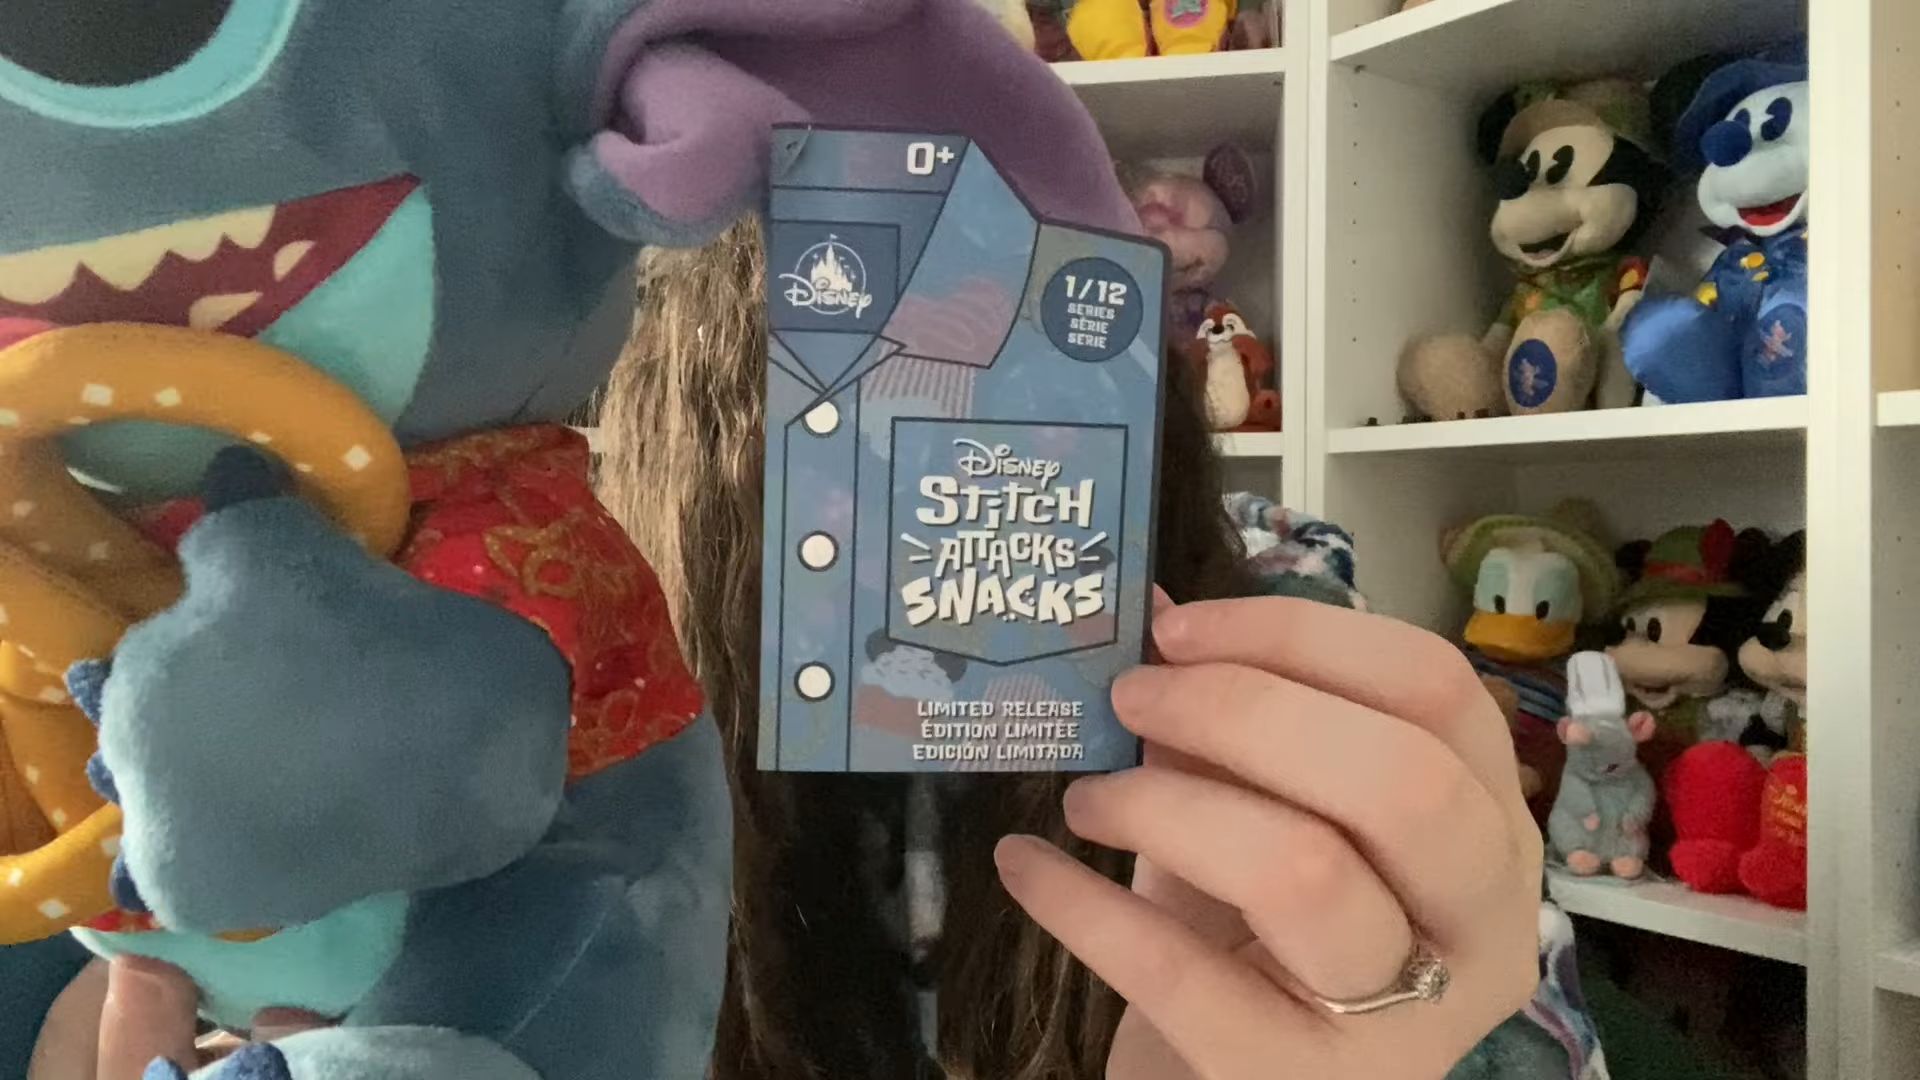 0+
Disney
1/12
SERIES
SÉRIE
SERIE
Disney
STITCH
ATTACKS
SNACKS
LIMITED RELEASE
ÉDITION LIMITÉE
EDICIÓN LIMITADA